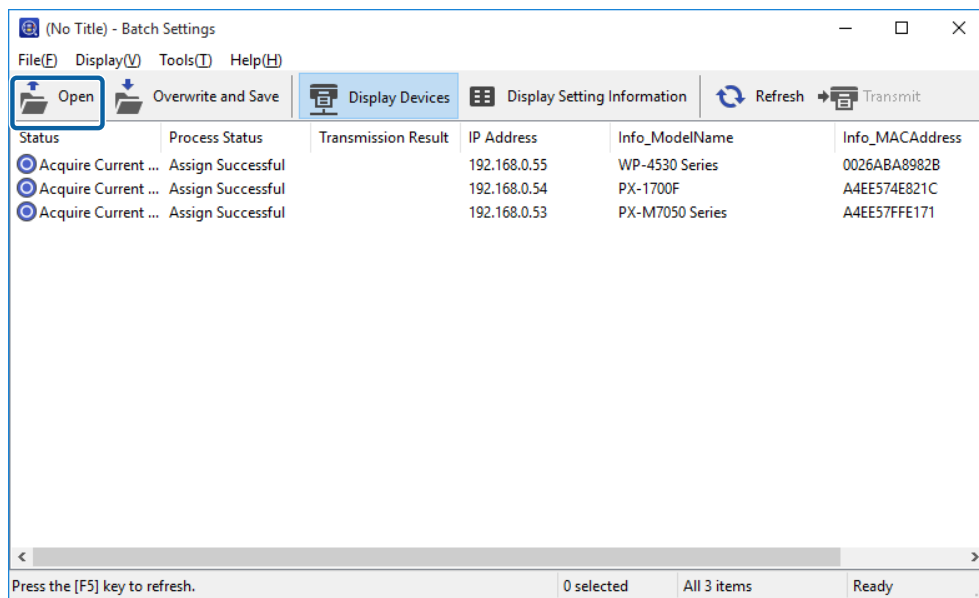 (No Title) - Batch Settings
File(F) Display(V) Tools(T) Help(H)
Open Overwrite and Save Display Devices Display Setting Information Refresh Transmit
Status Process Status Transmission Result IP Address Info_ModelName Info_MACAddress
Acquire Current ... Assign Successful 192.168.0.55 WP-4530 Series 0026ABA8982B
Acquire Current ... Assign Successful 192.168.0.54 PX-1700F A4EE574E821C
Acquire Current ... Assign Successful 192.168.0.53 PX-M7050 Series A4EE57FFE171
Press the [F5] key to refresh. 0 selected All 3 items Ready